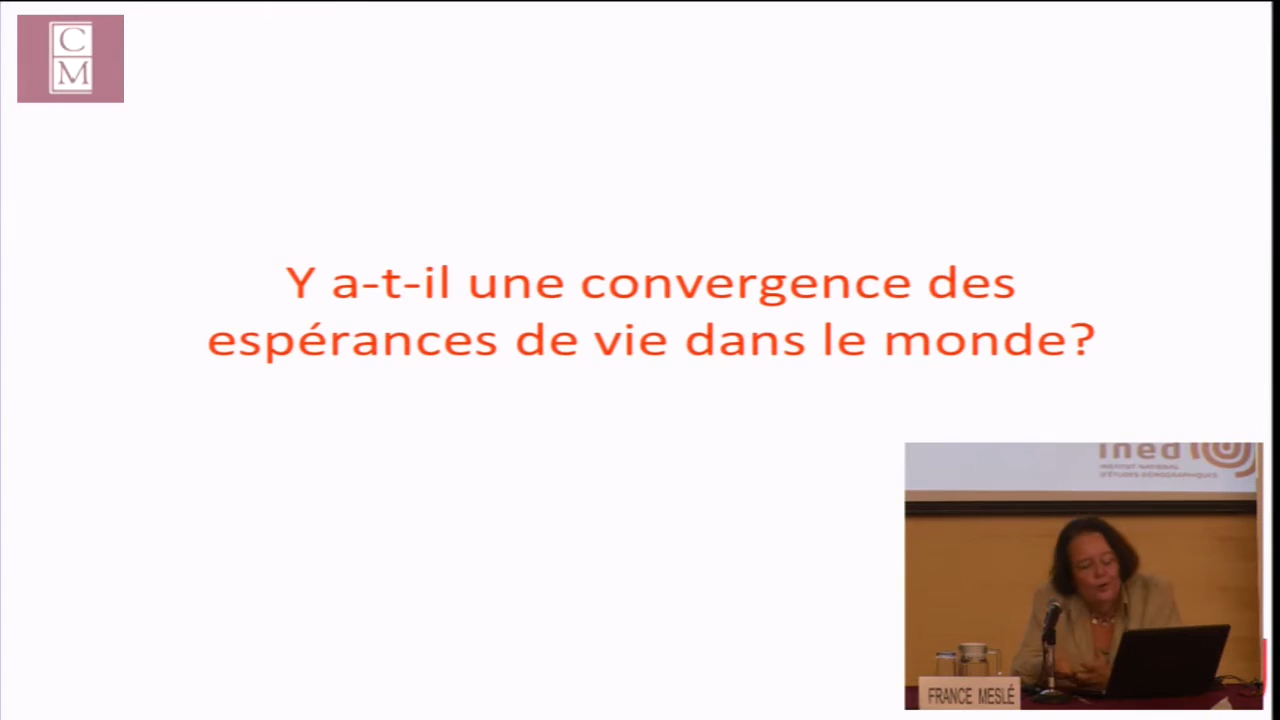 C
M
Y a-t-il une convergence des
espérances de vie dans le monde?
ined
INSTITUT NATIONAL
D'ÉTUDES DÉMOGRAPHIQUES
FRANCE MESLÉ